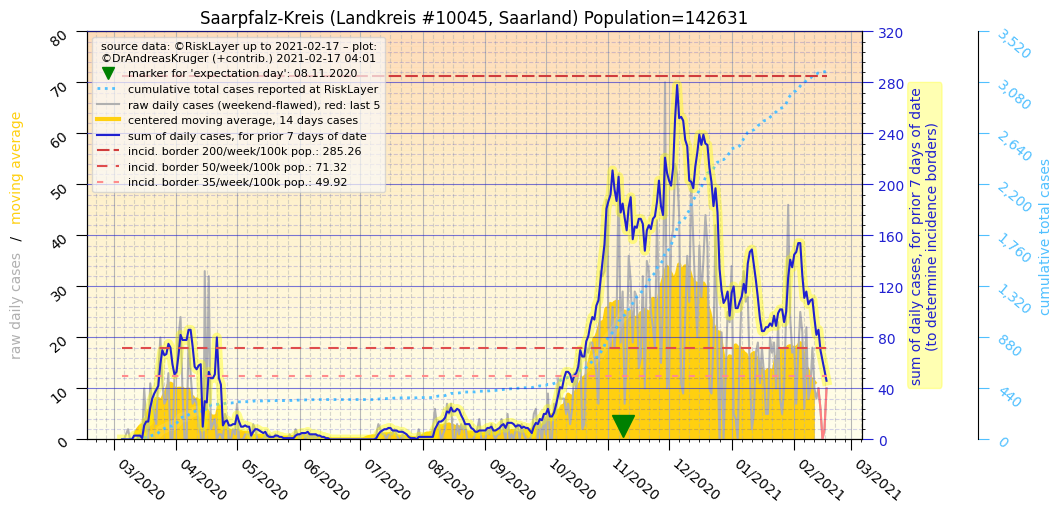 Saarpfalz-Kreis (Landkreis #10045, Saarland) Population=142631
source data: ©RiskLayer up to 2021-02-17 – plot:
©DrAndreasKruger (+contrib.) 2021-02-17 04:01
marker for 'expectation day': 08.11.2020
cumulative total cases reported at RiskLayer
raw daily cases (weekend-flawed), red: last 5
centered moving average, 14 days cases
sum of daily cases, for prior 7 days of date
incid. border 200/week/100k pop.: 285.26
incid. border 50/week/100k pop.: 71.32
incid. border 35/week/100k pop.: 49.92
raw daily cases / moving average
80
70
60
50
40
30
20
10
0
320
280
240
200
160
120
80
40
0
sum of daily cases, for prior 7 days of date
(to determine incidence borders)
3,520
3,080
2,640
2,200
1,760
1,320
880
440
0
cumulative total cases
03/2020
04/2020
05/2020
06/2020
07/2020
08/2020
09/2020
10/2020
11/2020
12/2020
01/2021
02/2021
03/2021